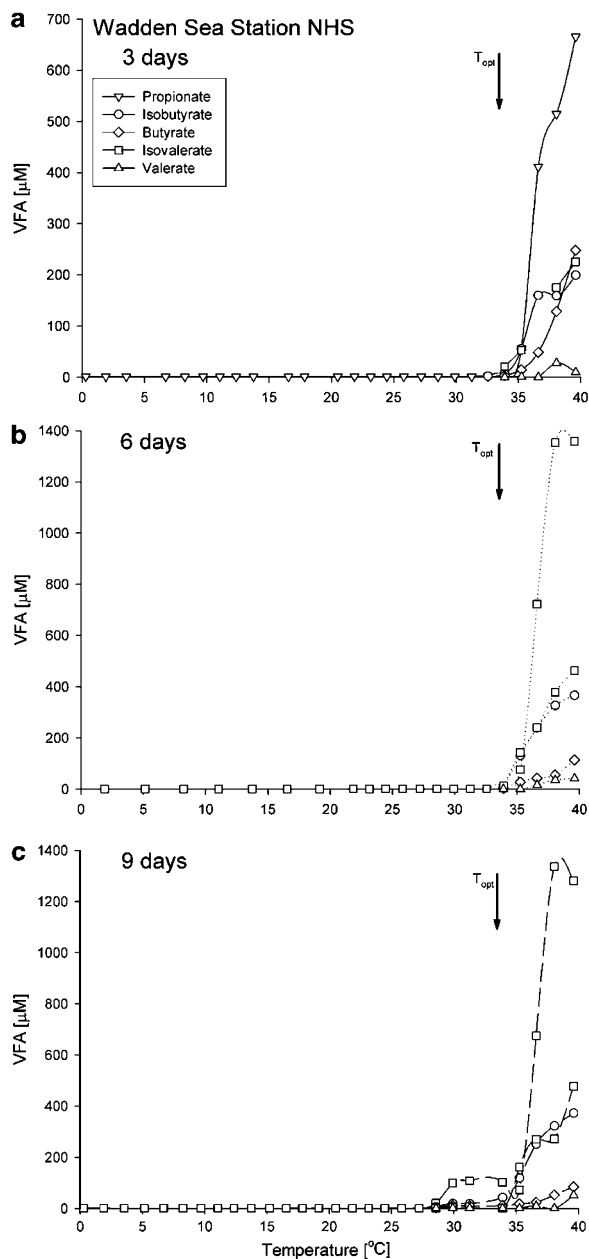 a
Wadden Sea Station NHS
3 days
700
600
500
400
300
200
100
0
VFA [µM]
Propionate
Isobutyrate
Butyrate
Isovalerate
Valerate
Topt
0 5 10 15 20 25 30 35 40
b
6 days
1400
1200
1000
800
600
400
200
0
VFA [µM]
Topt
0 5 10 15 20 25 30 35 40
c
9 days
1400
1200
1000
800
600
400
200
0
VFA [µM]
Topt
0 5 10 15 20 25 30 35 40
Temperature [°C]